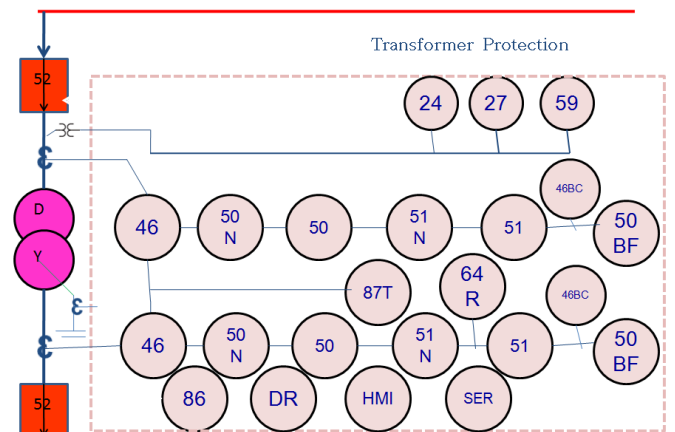 Transformer Protection
52
24
27
59
D
Y
46
50
N
50
51
N
51
46BC
50
BF
87T
64
R
46
50
N
50
51
N
51
46BC
50
BF
86
DR
HMI
SER
52